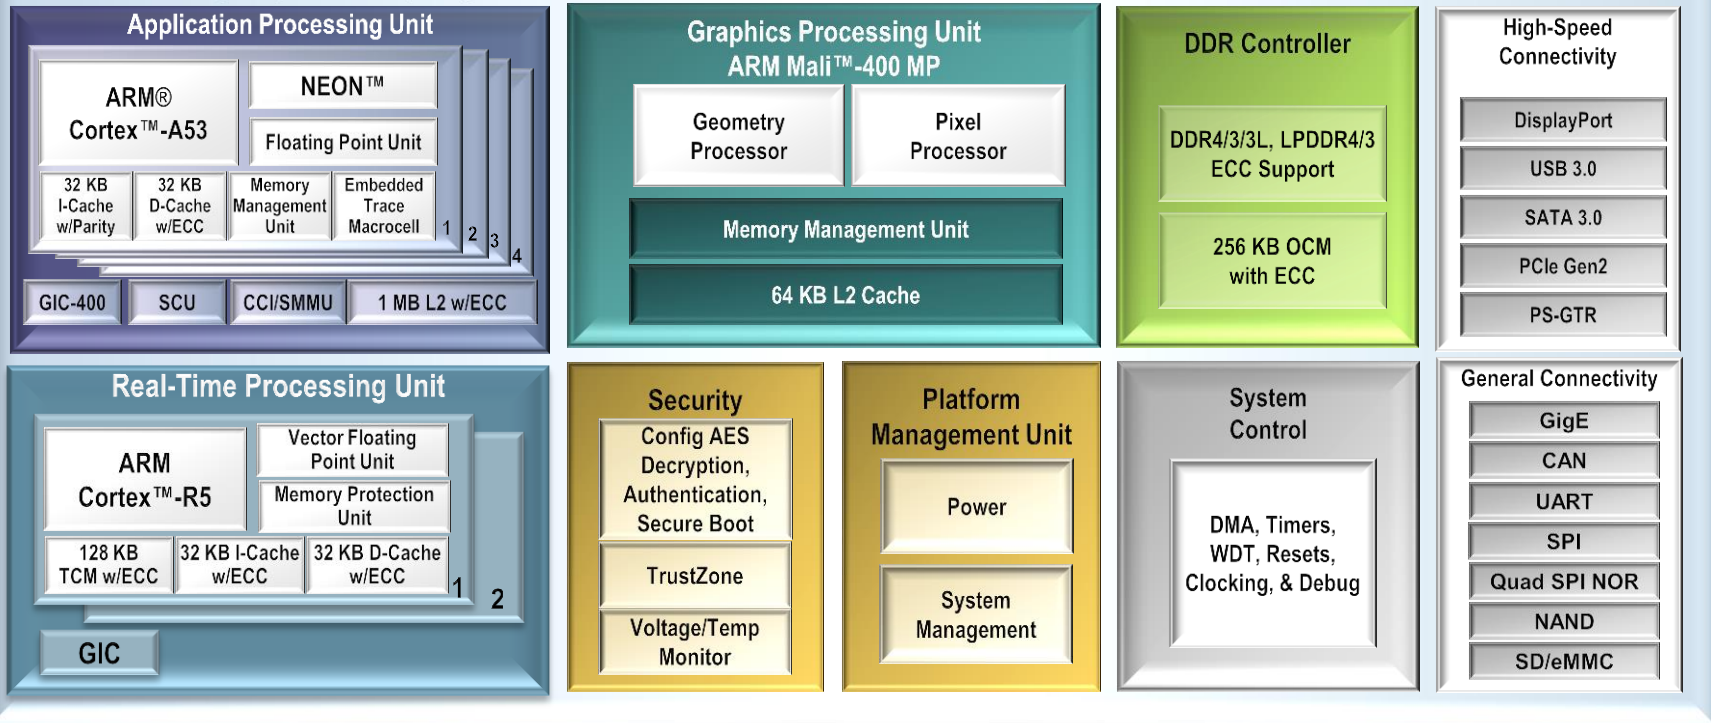 Application Processing Unit
ARM®
Cortex™-A53
NEON™
Floating Point Unit
32 KB
I-Cache
w/Parity
32 KB
D-Cache
w/ECC
Memory
Management
Unit
Embedded
Trace
Macrocell
1
2
3
4
GIC-400
SCU
CCI/SMMU
1 MB L2 w/ECC
Graphics Processing Unit
ARM Mali™-400 MP
Geometry
Processor
Pixel
Processor
Memory Management Unit
64 KB L2 Cache
DDR Controller
DDR4/3/3L, LPDDR4/3
ECC Support
256 KB OCM
with ECC
High-Speed
Connectivity
DisplayPort
USB 3.0
SATA 3.0
PCIe Gen2
PS-GTR
Real-Time Processing Unit
ARM
Cortex™-R5
Vector Floating
Point Unit
Memory Protection
Unit
128 KB
TCM w/ECC
32 KB I-Cache
w/ECC
32 KB D-Cache
w/ECC
1
2
GIC
Security
Config AES
Decryption,
Authentication,
Secure Boot
TrustZone
Voltage/Temp
Monitor
Platform
Management Unit
Power
System
Management
System
Control
DMA, Timers,
WDT, Resets,
Clocking, & Debug
General Connectivity
GigE
CAN
UART
SPI
Quad SPI NOR
NAND
SD/eMMC